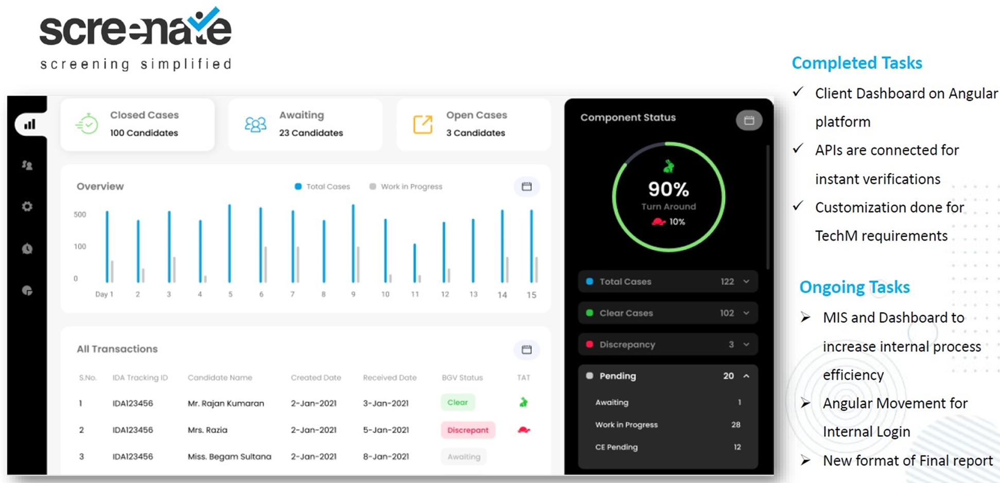 screenate
screening simplified
Closed Cases
100 Candidates
Awaiting
23 Candidates
Open Cases
3 Candidates
Overview
Total Cases
Work in Progress
500
100
0
Day 1 2 3 4 5 6 7 8 9 10 11 12 13 14 15
All Transactions
S.No. IDA Tracking ID Candidate Name Created Date Received Date BGV Status TAT
1 IDA123456 Mr. Rajan Kumaran 2-Jan-2021 3-Jan-2021 Clear
2 IDA123456 Mrs. Razia 2-Jan-2021 5-Jan-2021 Discrepant
3 IDA123456 Miss. Begam Sultana 2-Jan-2021 8-Jan-2021 Awaiting
Component Status
90%
Turn Around
10%
Total Cases 122
Clear Cases 102
Discrepancy 3
Pending 20
Awaiting 1
Work in Progress 28
CE Pending 12
Completed Tasks
✓ Client Dashboard on Angular
platform
✓ APIs are connected for
instant verifications
✓ Customization done for
TechM requirements
Ongoing Tasks
➢ MIS and Dashboard to
increase internal process
efficiency
➢ Angular Movement for
Internal Login
➢ New format of Final report